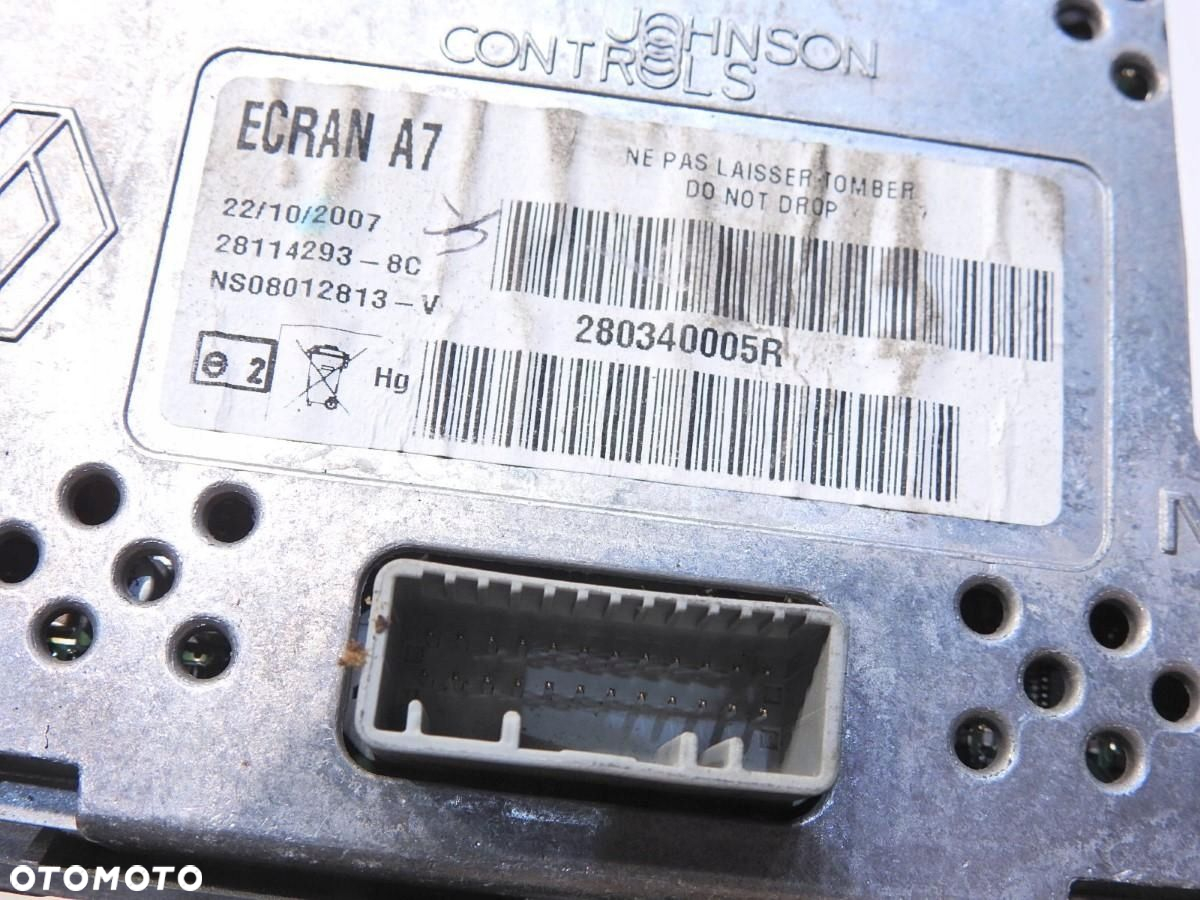 JOHNSON
CONTROLS
ECRAN A7
NE PAS LAISSER TOMBER
DO NOT DROP
22/10/2007
28114293-8C
NS08012813-V
280340005R
2
Hg
N
OTOMOTO